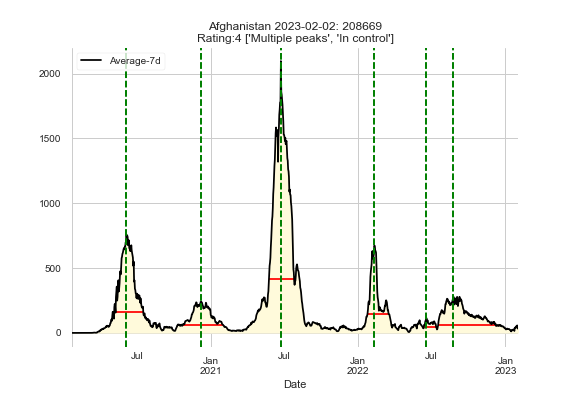 Afghanistan 2023-02-02: 208669
Rating:4 ['Multiple peaks', 'In control']
Average-7d
2000
1500
1000
500
0
Jul
Jan
2021
Jul
Jan
2022
Jul
Jan
2023
Date